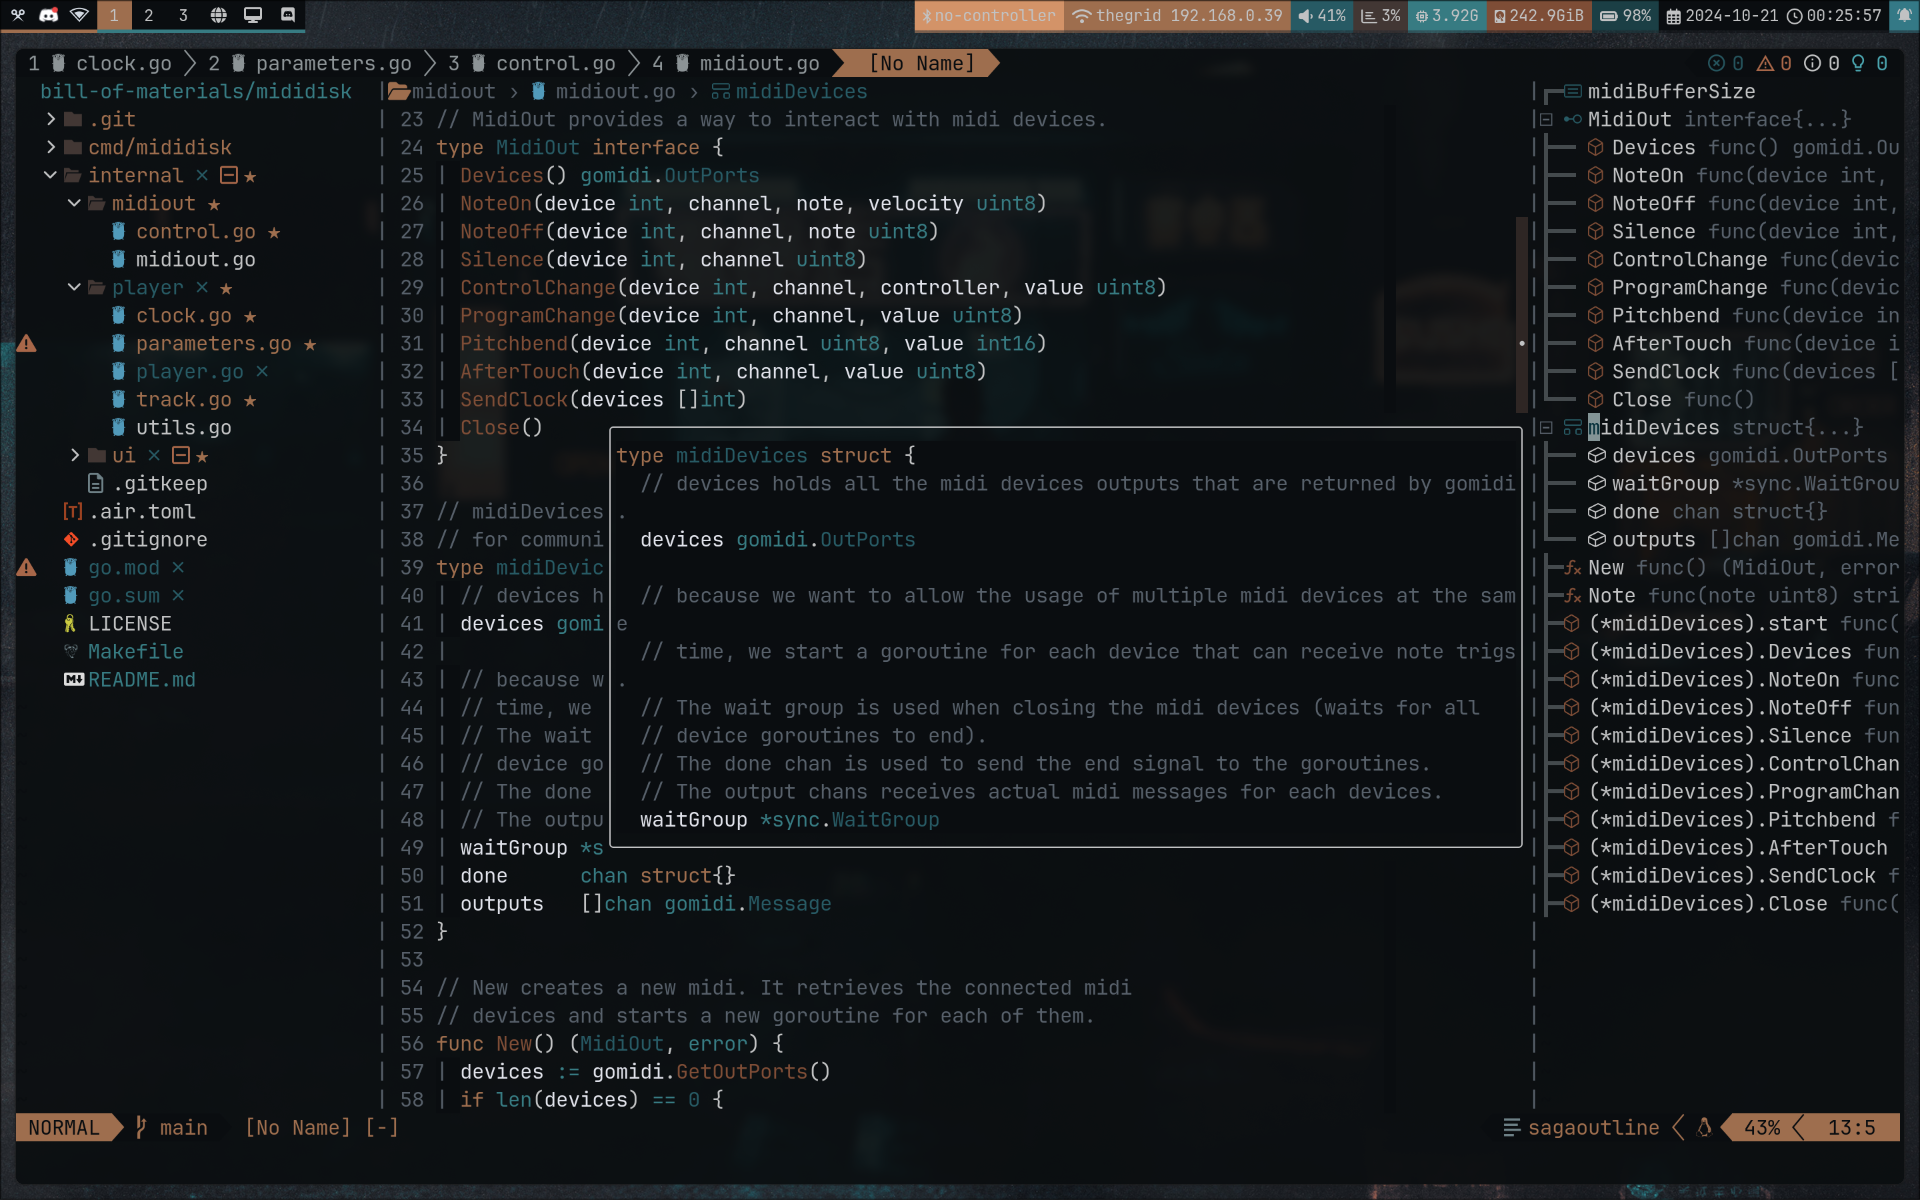 1 2 3 no-controller thegrid 192.168.0.39 41% 3% 3.92G 242.9GiB 98% 2024-10-21 00:25:57
1 clock.go 2 parameters.go 3 control.go 4 midiout.go [No Name] 0 0 0 0
bill-of-materials/mididisk
.git
cmd/mididisk
internal
midiout
control.go
midiout.go
player
clock.go
parameters.go
player.go
track.go
utils.go
ui
.gitkeep
[T] .air.toml
.gitignore
go.mod
go.sum
LICENSE
Makefile
README.md
midiout › midiout.go › midiDevices
23 // MidiOut provides a way to interact with midi devices.
24 type MidiOut interface {
25 Devices() gomidi.OutPorts
26 NoteOn(device int, channel, note, velocity uint8)
27 NoteOff(device int, channel, note uint8)
28 Silence(device int, channel uint8)
29 ControlChange(device int, channel, controller, value uint8)
30 ProgramChange(device int, channel, value uint8)
31 Pitchbend(device int, channel uint8, value int16)
32 AfterTouch(device int, channel, value uint8)
33 SendClock(devices []int)
34 Close()
35 }
36
37 // midiDevices
38 // for communi
39 type midiDevic
40 // devices h
41 devices gomi
42
43 // because w
44 // time, we
45 // The wait
46 // device go
47 // The done
48 // The outpu
49 waitGroup *s
50 done chan struct{}
51 outputs []chan gomidi.Message
52 }
53
54 // New creates a new midi. It retrieves the connected midi
55 // devices and starts a new goroutine for each of them.
56 func New() (MidiOut, error) {
57 devices := gomidi.GetOutPorts()
58 if len(devices) == 0 {
type midiDevices struct {
// devices holds all the midi devices outputs that are returned by gomidi
.
devices gomidi.OutPorts
// because we want to allow the usage of multiple midi devices at the sam
e
// time, we start a goroutine for each device that can receive note trigs
.
// The wait group is used when closing the midi devices (waits for all
// device goroutines to end).
// The done chan is used to send the end signal to the goroutines.
// The output chans receives actual midi messages for each devices.
waitGroup *sync.WaitGroup
midiBufferSize
MidiOut interface{...}
Devices func() gomidi.Ou
NoteOn func(device int,
NoteOff func(device int,
Silence func(device int,
ControlChange func(devic
ProgramChange func(devic
Pitchbend func(device in
AfterTouch func(device i
SendClock func(devices [
Close func()
midiDevices struct{...}
devices gomidi.OutPorts
waitGroup *sync.WaitGrou
done chan struct{}
outputs []chan gomidi.Me
New func() (MidiOut, error
Note func(note uint8) stri
(*midiDevices).start func(
(*midiDevices).Devices fun
(*midiDevices).NoteOn func
(*midiDevices).NoteOff fun
(*midiDevices).Silence fun
(*midiDevices).ControlChan
(*midiDevices).ProgramChan
(*midiDevices).Pitchbend f
(*midiDevices).AfterTouch
(*midiDevices).SendClock f
(*midiDevices).Close func(
NORMAL main [No Name] [-] sagaoutline 43% 13:5